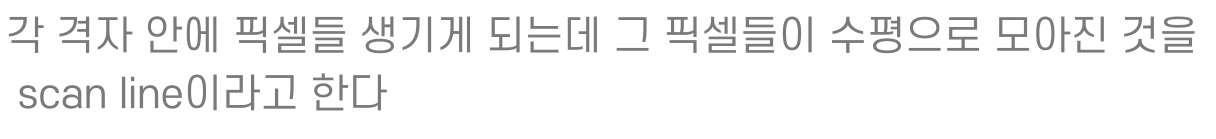 각 격자 안에 픽셀들 생기게 되는데 그 픽셀들이 수평으로 모아진 것을
scan line이라고 한다